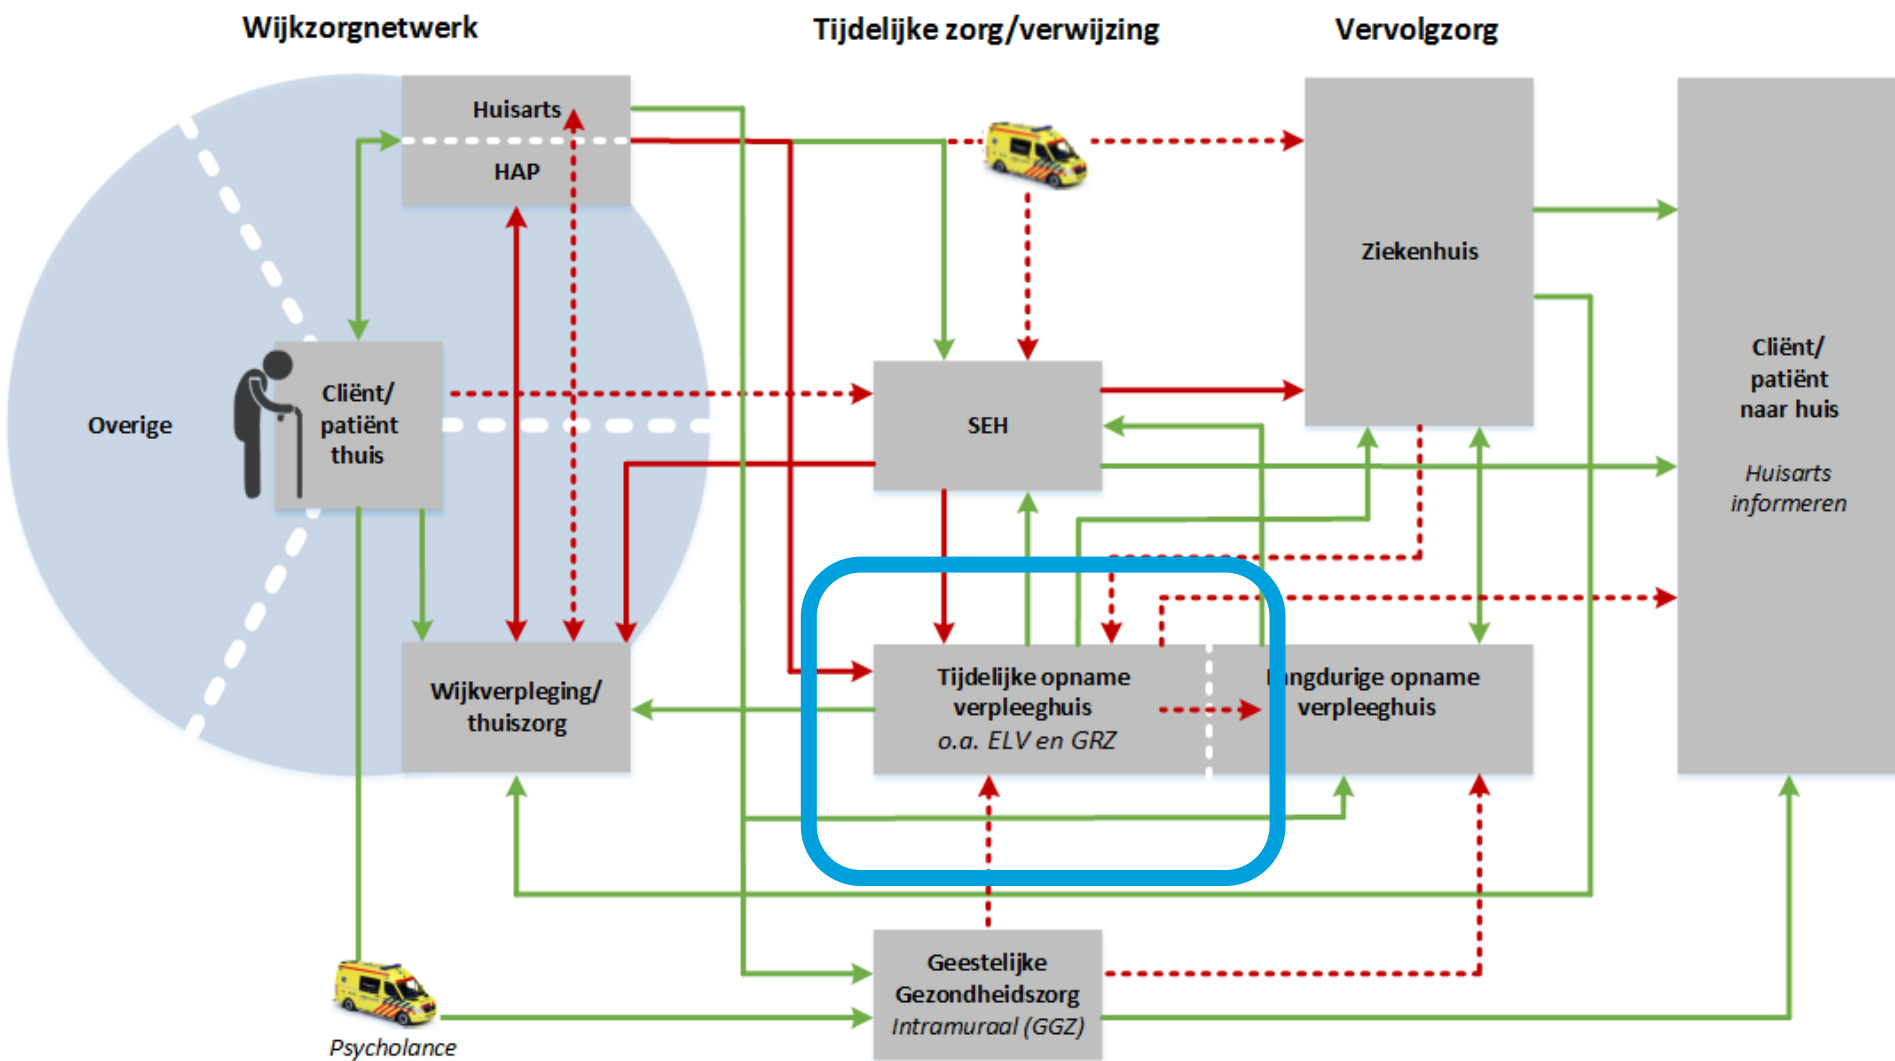 Wijkzorgnetwerk
Tijdelijke zorg/verwijzing
Vervolgzorg
Huisarts
HAP
Overige
Cliënt/
patiënt
thuis
Wijkverpleging/
thuiszorg
SEH
Ziekenhuis
Cliënt/
patiënt
naar huis
Huisarts
informeren
Tijdelijke opname
verpleeghuis
o.a. ELV en GRZ
Langdurige opname
verpleeghuis
Geestelijke
Gezondheidszorg
Intramuraal (GGZ)
Psycholance